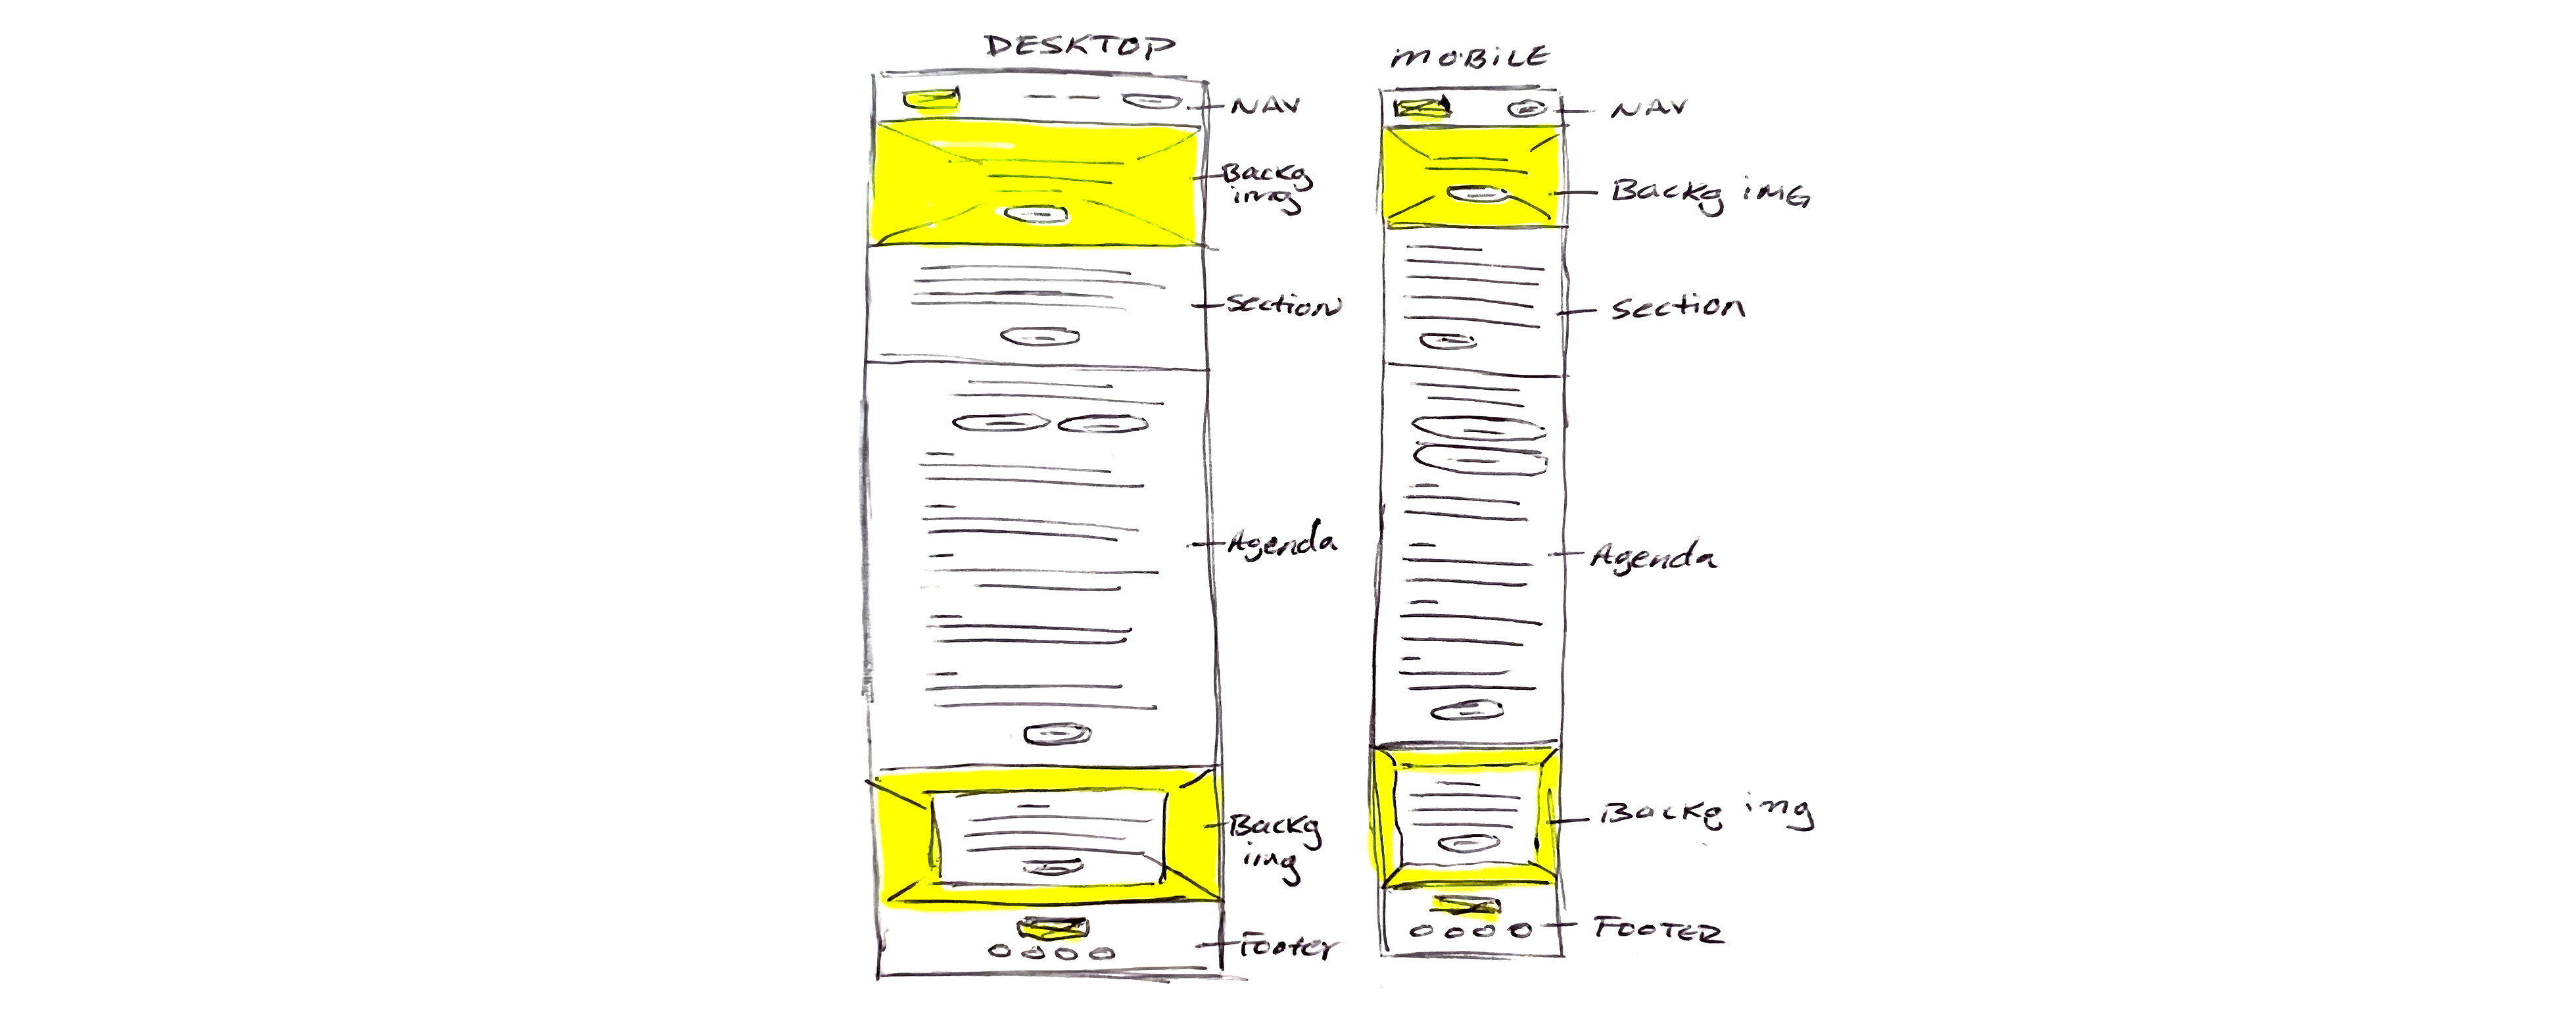 DESKTOP
NAV
Backg
img
Section
Agenda
Backg
img
Footer
MOBILE
NAV
Backg iMG
Section
Agenda
Backg img
FOOTER